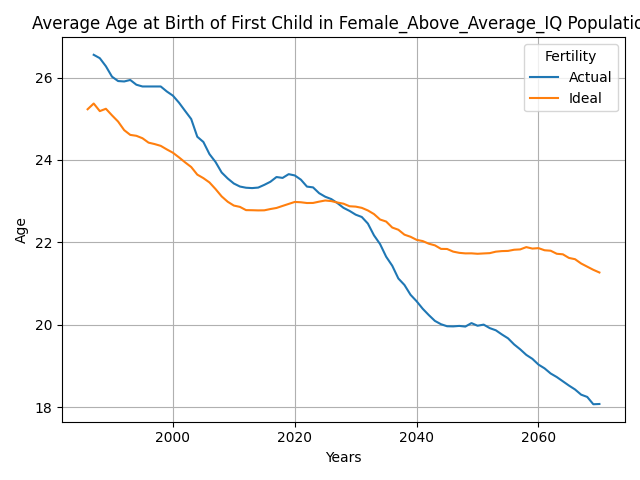 Average Age at Birth of First Child in Female_Above_Average_IQ Populatio
Fertility
Actual
Ideal
Age
26
24
22
20
18
2000
2020
2040
2060
Years